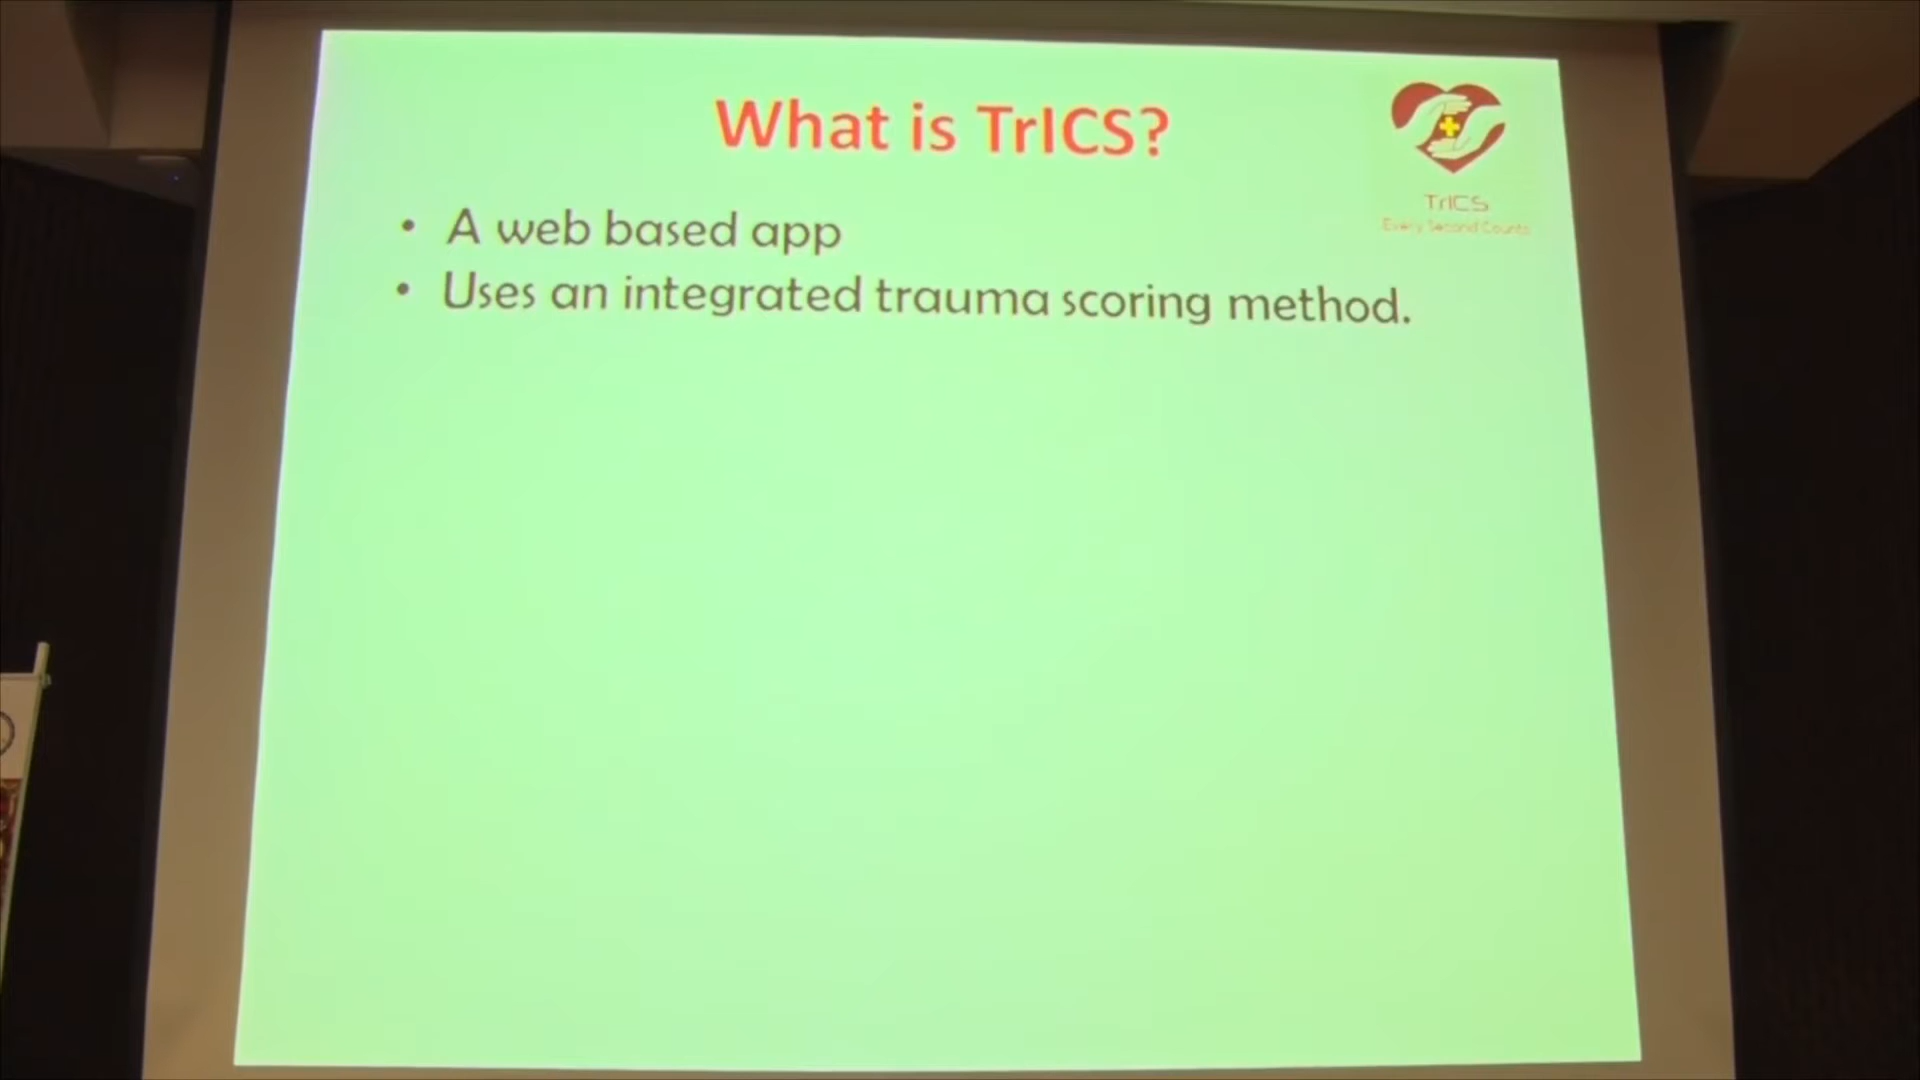 What is TrICS?
TrICS
Every Second Counts
• A web based app
• Uses an integrated trauma scoring method.